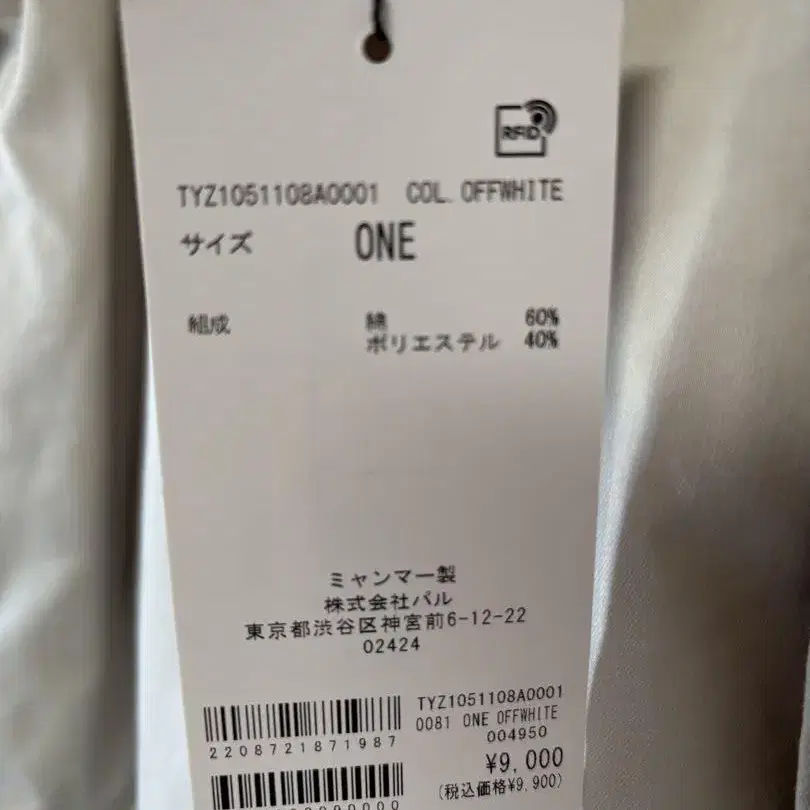 RFID
TYZ1051108A0001 COL.OFFWHITE
サイズ ONE
組成 綿 60%
ポリエステル 40%
ミャンマー製
株式会社パル
東京都渋谷区神宮前6-12-22
02424
TYZ1051108A0001
0081 ONE OFFWHITE
004950
2208721871987
¥9,000
(税込価格¥9,900)